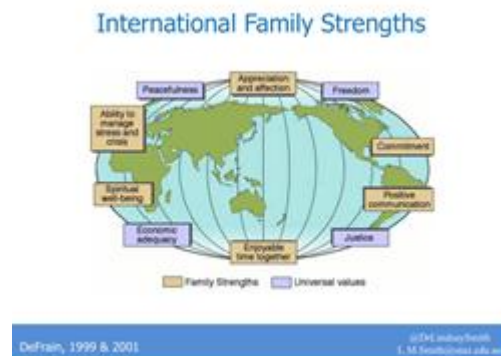 International Family Strengths
Appreciation
and affection
Peacefulness
Freedom
Ability to
manage
stress and
crisis
Commitment
Spiritual
well-being
Positive
communication
Economic
adequacy
Justice
Enjoyable
time together
Family Strengths
Universal values
DeFrain, 1999 & 2001